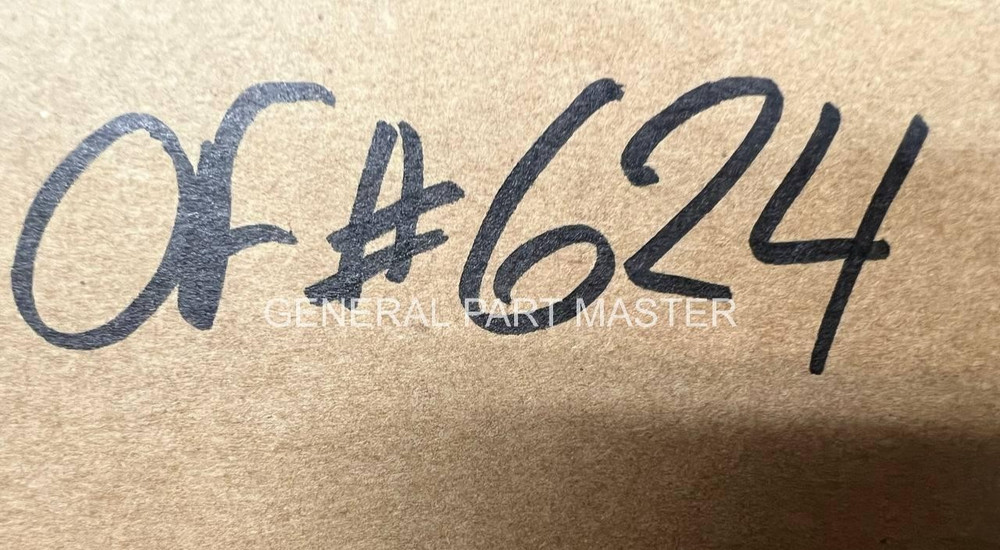 OF #624
GENERAL PART MASTER